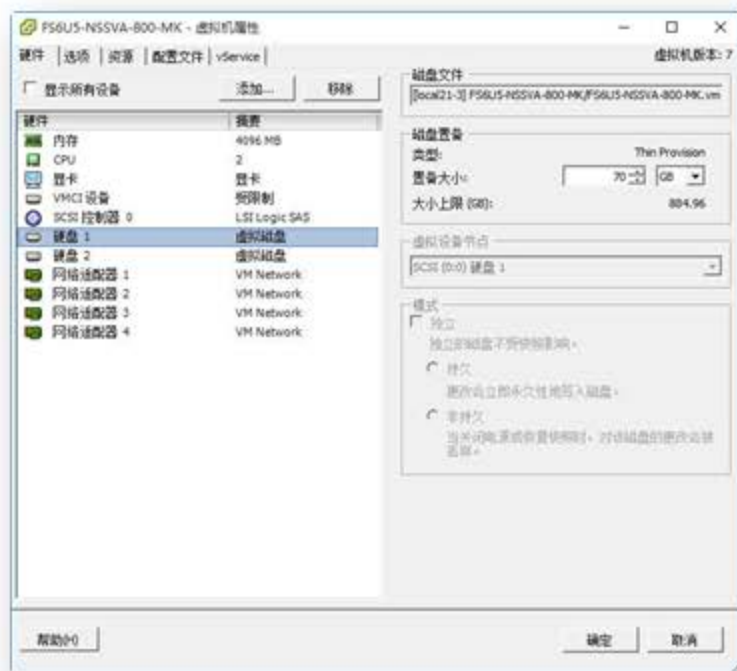 FS6U5-NSSVA-800-MK - 虚拟机属性
硬件 选项 资源 配置文件 vService
虚拟机版本: 7
显示所有设备 添加... 移除
硬件 摘要
内存 4096 MB
CPU 2
显卡 显卡
VMCI 设备 受限制
SCSI 控制器 0 LSI Logic SAS
硬盘 1 虚拟磁盘
硬盘 2 虚拟磁盘
网络适配器 1 VM Network
网络适配器 2 VM Network
网络适配器 3 VM Network
网络适配器 4 VM Network
磁盘文件
[local21-3] FS6U5-NSSVA-800-MK/FS6U5-NSSVA-800-MK.vm
磁盘置备
类型: Thin Provision
置备大小: 70 GB
大小上限 (GB): 804.96
虚拟设备节点
SCSI (0:0) 硬盘 1
模式
独立
独立的磁盘不受快照影响。
持久
更改会立即永久性地写入磁盘。
非持久
当关闭电源或恢复快照时，对该磁盘的更改会被
丢弃。
帮助(H) 确定 取消